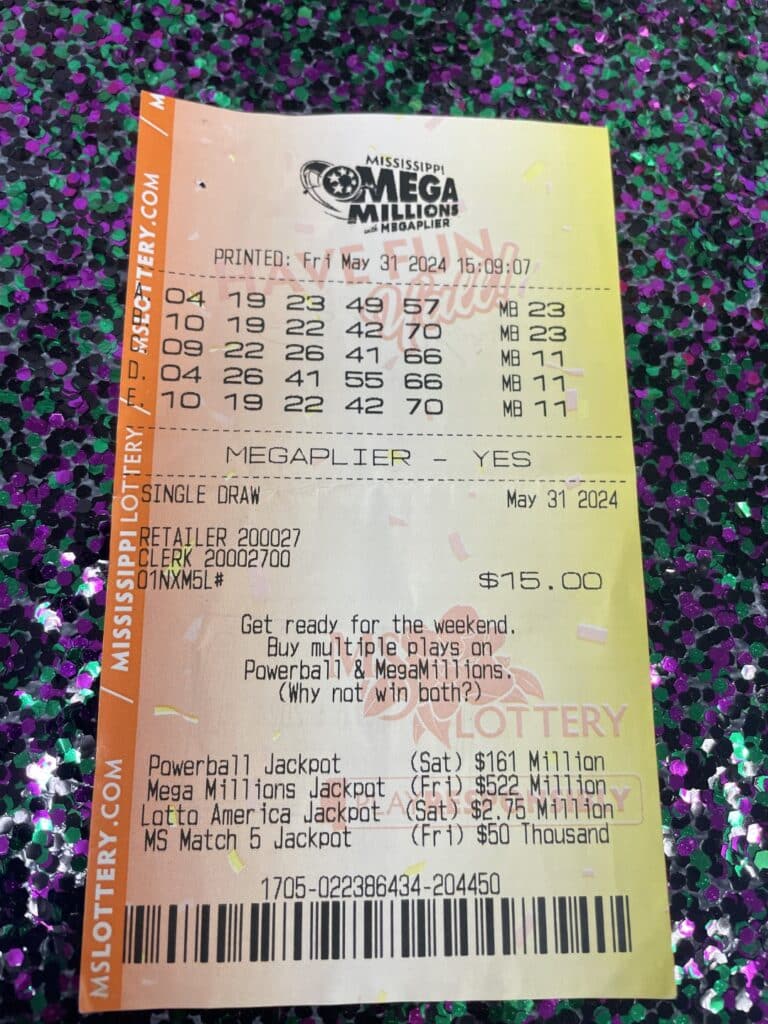 MISSISSIPPI
MEGA
MILLIONS
with MEGAPLIER
HAVE FUN
PRINTED: Fri May 31 2024 15:09:07
A. 04 19 23 49 57 MB 23
B. 10 19 22 42 70 MB 23
09 22 26 41 66 MB 11
D. 04 26 41 55 66 MB 11
E. 10 19 22 42 70 MB 11
MEGAPLIER - YES
SINGLE DRAW May 31 2024
RETAILER 200027
CLERK 20002700
01NXM5L# $15.00
Get ready for the weekend.
Buy multiple plays on
Powerball & MegaMillions.
(Why not win both?)
LOTTERY
Powerball Jackpot (Sat) $161 Million
Mega Millions Jackpot (Fri) $522 Million
Lotto America Jackpot (Sat) $2.75 Million
MS Match 5 Jackpot (Fri) $50 Thousand
PLAY RESPONSIBLY
1705-022386434-204450
MSLOTTERY.COM / MISSISSIPPI LOTTERY / MSLOTTERY.COM / M